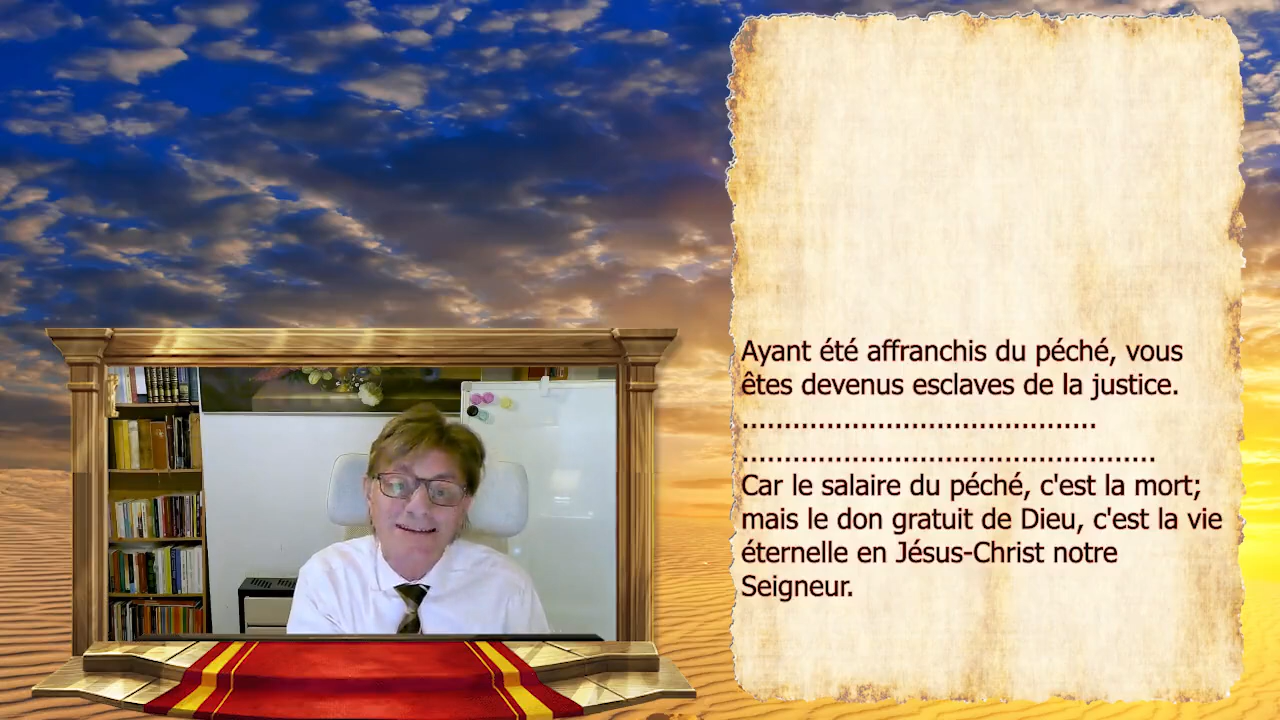 Ayant été affranchis du péché, vous
êtes devenus esclaves de la justice.
..........................................
.................................................
Car le salaire du péché, c'est la mort;
mais le don gratuit de Dieu, c'est la vie
éternelle en Jésus-Christ notre
Seigneur.